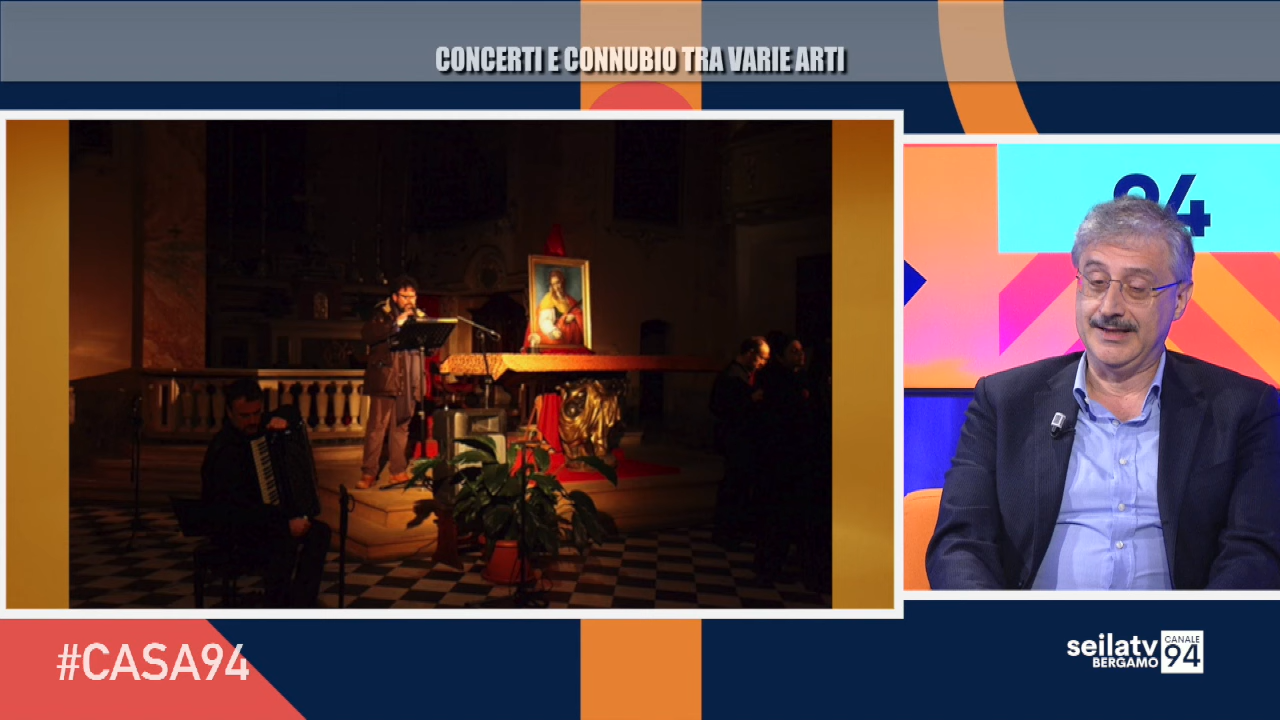 CONCERTI E CONNUBIO TRA VARIE ARTI
94
#CASA94
seilatv
BERGAMO
CANALE
94